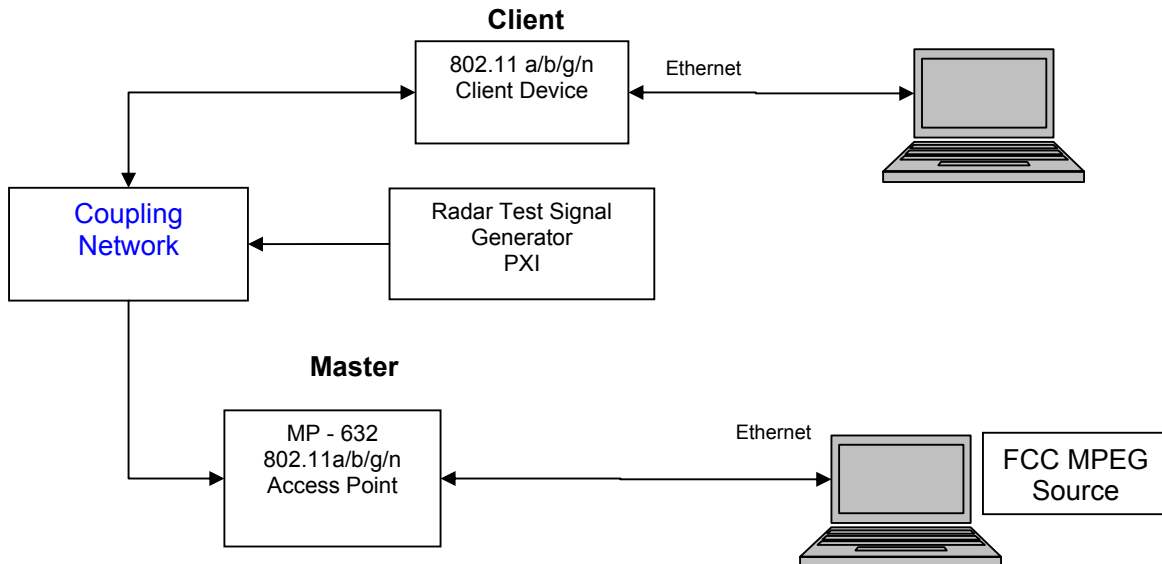 Client
802.11 a/b/g/n
Client Device
Ethernet
Coupling
Network
Radar Test Signal
Generator
PXI
Master
MP - 632
802.11a/b/g/n
Access Point
Ethernet
FCC MPEG
Source